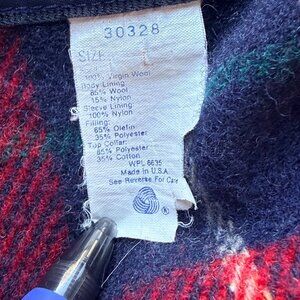 30328
SIZE
100% Virgin Wool
Body Lining:
85% Wool
15% Nylon
Sleeve Lining
100% Nylon
Filling:
65% Olefin
35% Polyester
Top Collar:
65% Polyester
35% Cotton
WPL 6635
Made in U.S.A.
See Reverse For Care
®